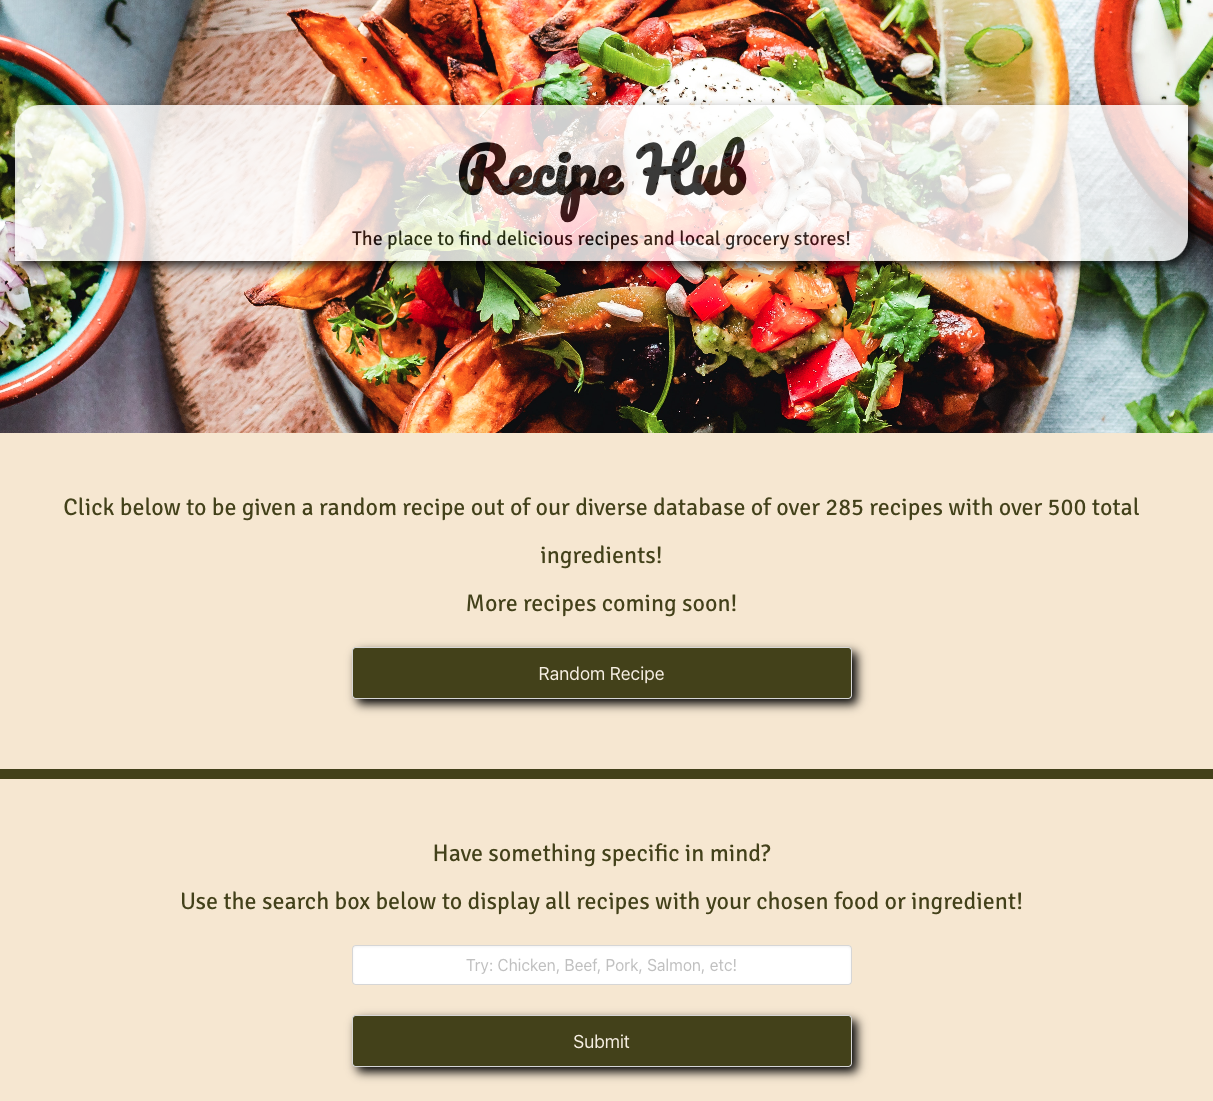 Recipe Hub
The place to find delicious recipes and local grocery stores!
Click below to be given a random recipe out of our diverse database of over 285 recipes with over 500 total
ingredients!
More recipes coming soon!
Random Recipe
Have something specific in mind?
Use the search box below to display all recipes with your chosen food or ingredient!
Try: Chicken, Beef, Pork, Salmon, etc!
Submit